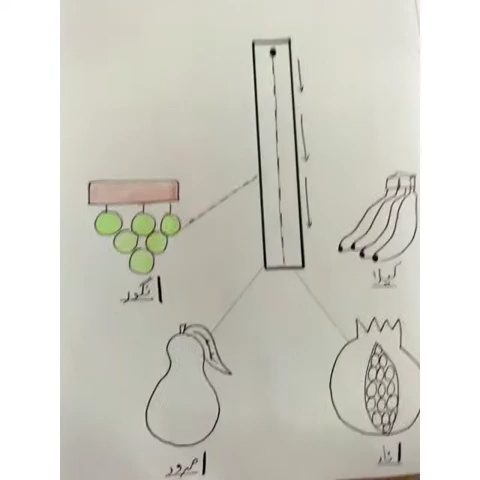 انگور
کیلا
امرود
انار